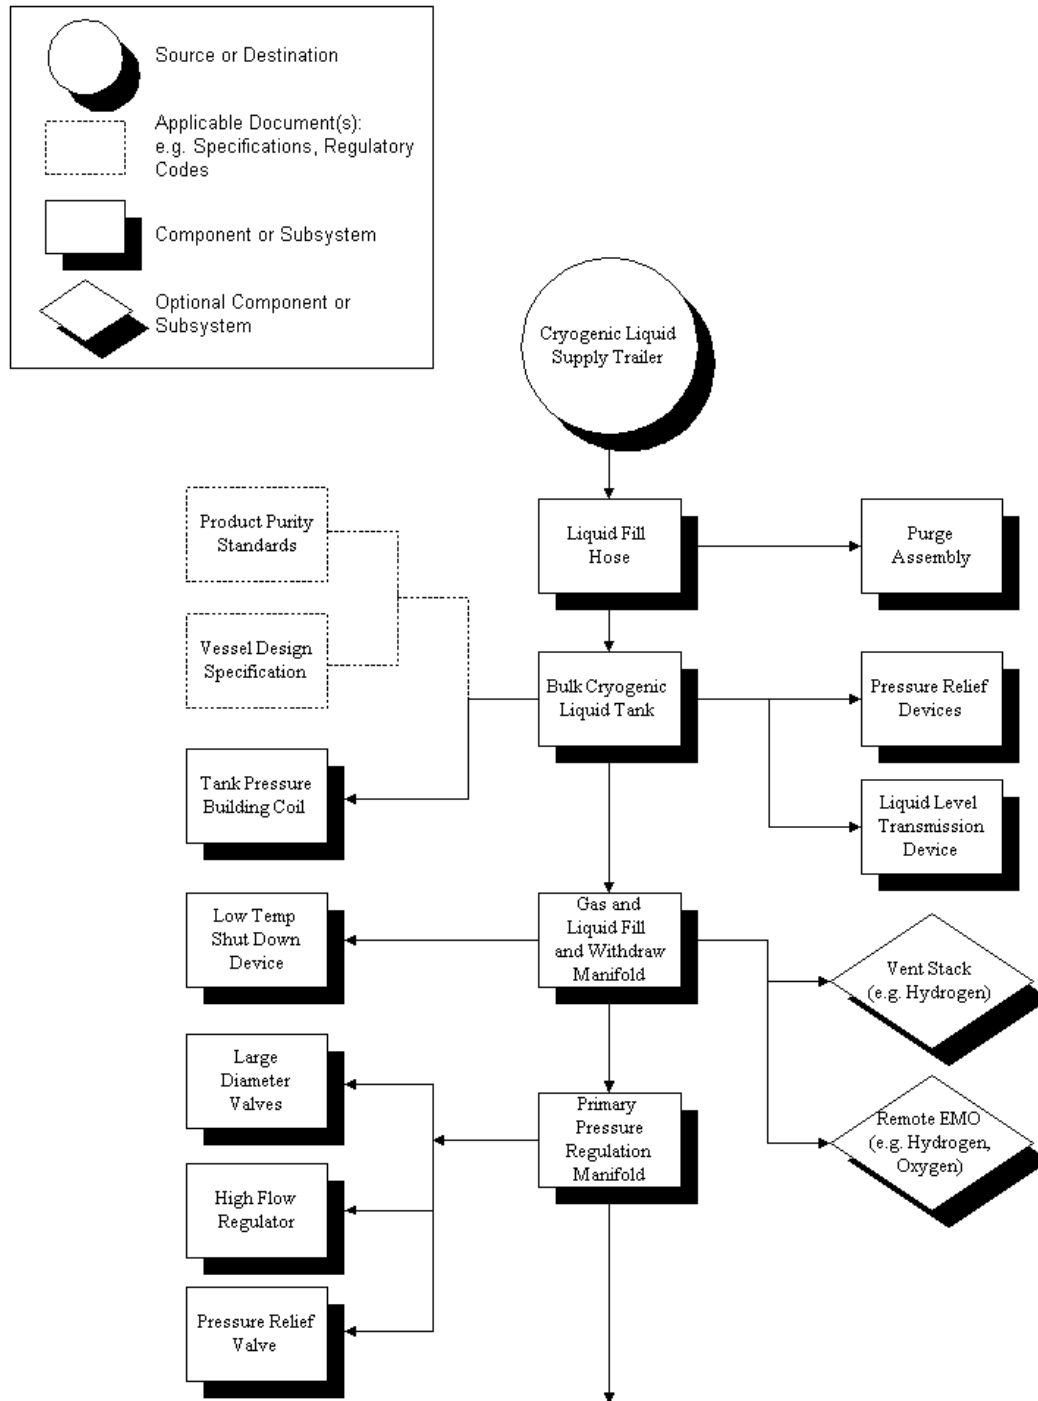 Source or Destination
Applicable Document(s):
e.g. Specifications, Regulatory
Codes
Component or Subsystem
Optional Component or
Subsystem
Cryogenic Liquid
Supply Trailer
Product Purity
Standards
Liquid Fill
Hose
Purge
Assembly
Vessel Design
Specification
Bulk Cryogenic
Liquid Tank
Pressure Relief
Devices
Tank Pressure
Building Coil
Liquid Level
Transmission
Device
Low Temp
Shut Down
Device
Gas and
Liquid Fill
and Withdraw
Manifold
Vent Stack
(e.g. Hydrogen)
Large
Diameter
Valves
Primary
Pressure
Regulation
Manifold
Remote EMO
(e.g. Hydrogen,
Oxygen)
High Flow
Regulator
Pressure Relief
Valve